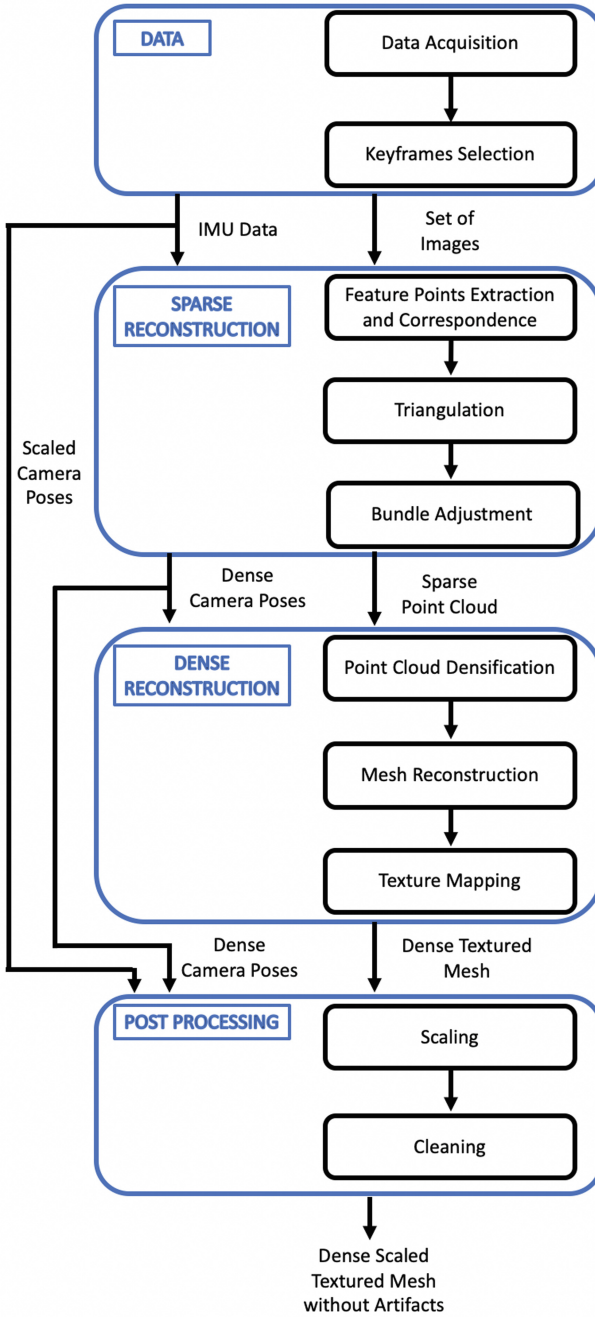 DATA
Data Acquisition
Keyframes Selection
IMU Data
Set of
Images
SPARSE
RECONSTRUCTION
Feature Points Extraction
and Correspondence
Triangulation
Scaled
Camera
Poses
Bundle Adjustment
Dense
Camera Poses
Sparse
Point Cloud
DENSE
RECONSTRUCTION
Point Cloud Densification
Mesh Reconstruction
Texture Mapping
Dense
Camera Poses
Dense Textured
Mesh
POST PROCESSING
Scaling
Cleaning
Dense Scaled
Textured Mesh
without Artifacts